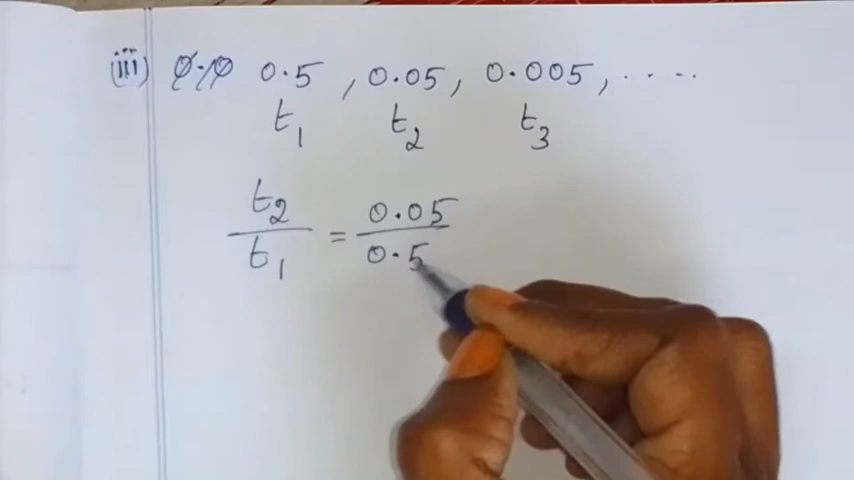 (iii) 0.5 , 0.05 , 0.005 , .....
t1 t2 t3
t2/t1 = 0.05/0.5